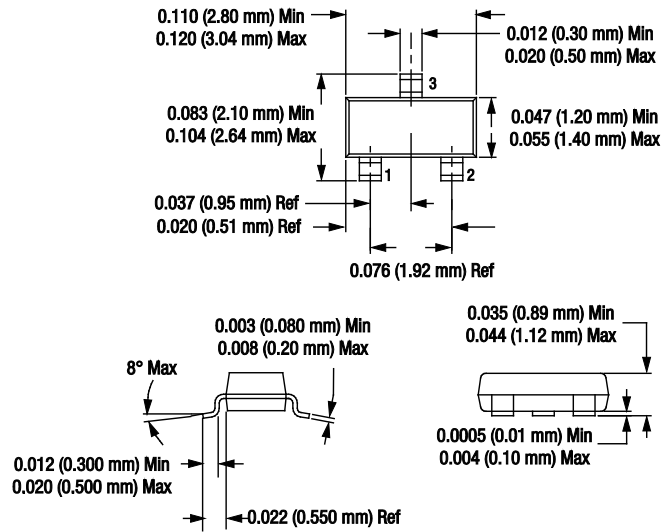 0.110 (2.80 mm) Min
0.120 (3.04 mm) Max
0.012 (0.30 mm) Min
0.020 (0.50 mm) Max
3
0.083 (2.10 mm) Min
0.104 (2.64 mm) Max
0.047 (1.20 mm) Min
0.055 (1.40 mm) Max
1
2
0.037 (0.95 mm) Ref
0.020 (0.51 mm) Ref
0.076 (1.92 mm) Ref
0.035 (0.89 mm) Min
0.044 (1.12 mm) Max
0.003 (0.080 mm) Min
0.008 (0.20 mm) Max
8° Max
0.0005 (0.01 mm) Min
0.004 (0.10 mm) Max
0.012 (0.300 mm) Min
0.020 (0.500 mm) Max
0.022 (0.550 mm) Ref